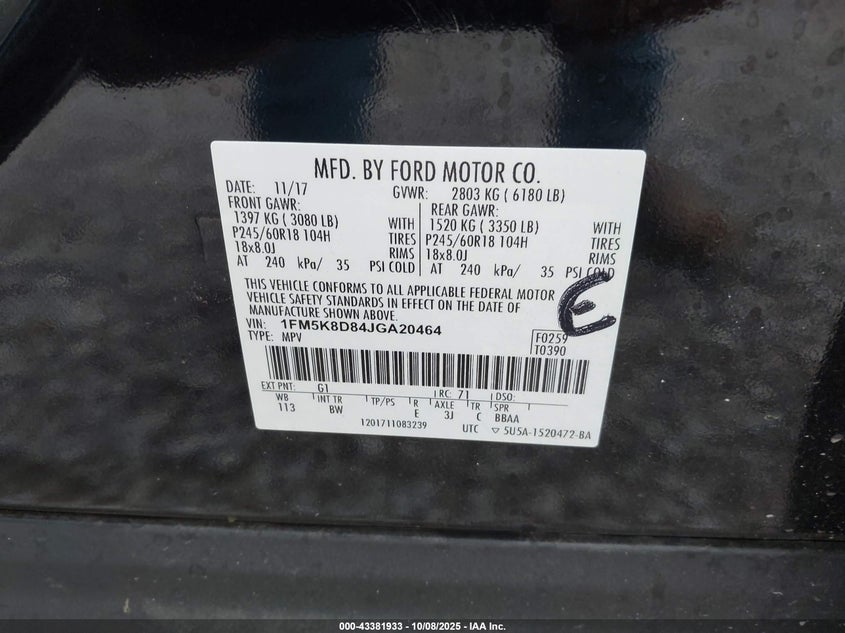 MFD. BY FORD MOTOR CO.
DATE: 11/17 GVWR: 2803 KG ( 6180 LB)
FRONT GAWR: REAR GAWR:
1397 KG ( 3080 LB) WITH 1520 KG ( 3350 LB) WITH
P245/60R18 104H TIRES P245/60R18 104H TIRES
18x8.0J RIMS 18x8.0J RIMS
AT 240 kPa/ 35 PSI COLD AT 240 kPa/ 35 PSI COLD
THIS VEHICLE CONFORMS TO ALL APPLICABLE FEDERAL MOTOR
VEHICLE SAFETY STANDARDS IN EFFECT ON THE DATE OF
MANUFACTURE SHOWN ABOVE.
E
VIN: 1FM5K8D84JGA20464 F0259
TYPE: MPV T0390
EXT PNT: G1 RC: 71 DSO:
WB INT TR TP/PS R AXLE TR SPR
113 BW E 3J C BBAA
1201711083239 UTC ▽ 5U5A-1520472-BA
000-43381933 - 10/08/2025 - IAA Inc.